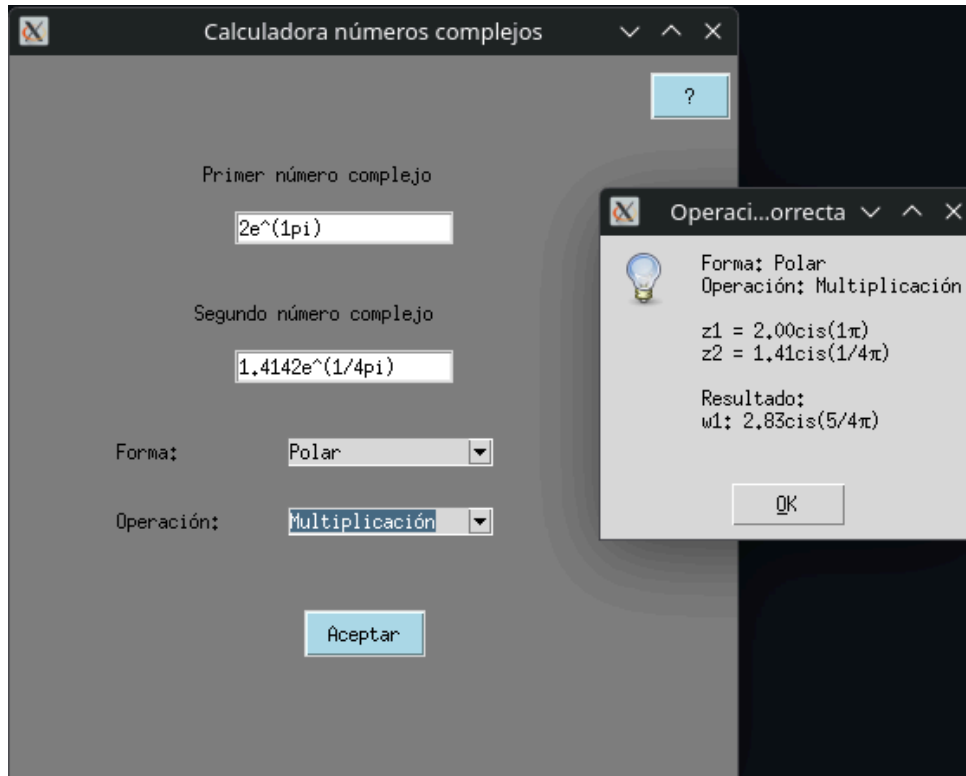 Calculadora números complejos
?
Primer número complejo
2e^(1pi)
Segundo número complejo
1.4142e^(1/4pi)
Forma: Polar
Operación: Multiplicación
Aceptar
Operaci...orrecta
Forma: Polar
Operación: Multiplicación
z1 = 2.00cis(1π)
z2 = 1.41cis(1/4π)
Resultado:
w1: 2.83cis(5/4π)
OK